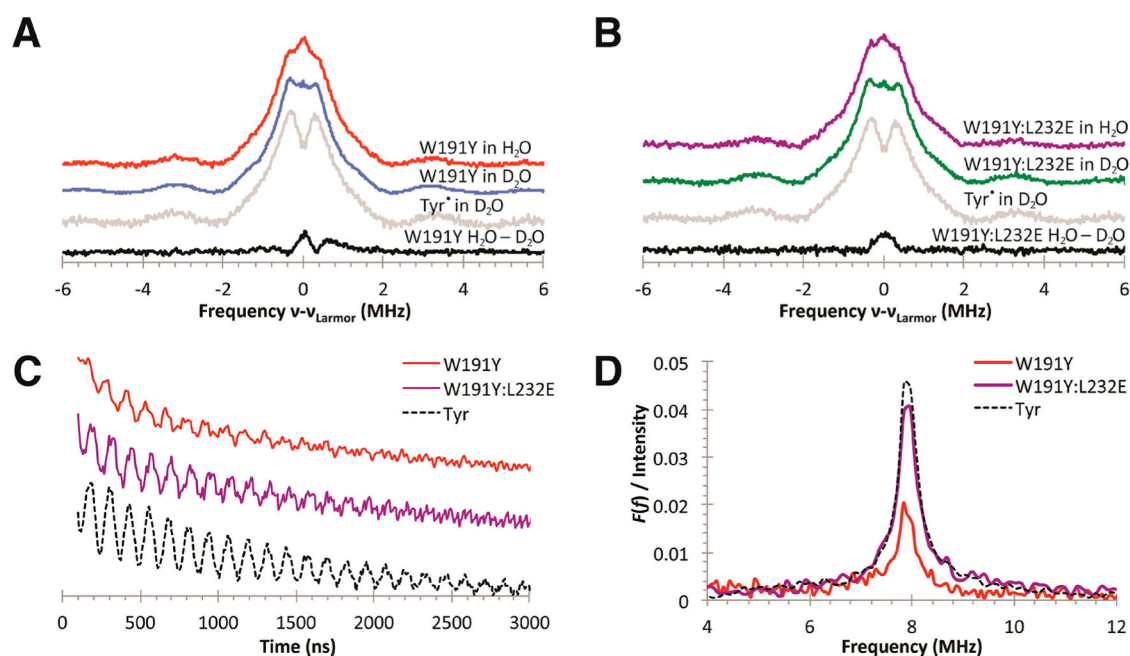 A
W191Y in H₂O
W191Y in D₂O
Tyr• in D₂O
W191Y H₂O – D₂O
-6 -4 -2 0 2 4 6
Frequency ν-νLarmor (MHz)
B
W191Y:L232E in H₂O
W191Y:L232E in D₂O
Tyr• in D₂O
W191Y:L232E H₂O – D₂O
-6 -4 -2 0 2 4 6
Frequency ν-νLarmor (MHz)
C
W191Y
W191Y:L232E
Tyr
0 500 1000 1500 2000 2500 3000
Time (ns)
D
W191Y
W191Y:L232E
Tyr
F(f) / Intensity
0.05
0.04
0.03
0.02
0.01
0
4 6 8 10 12
Frequency (MHz)